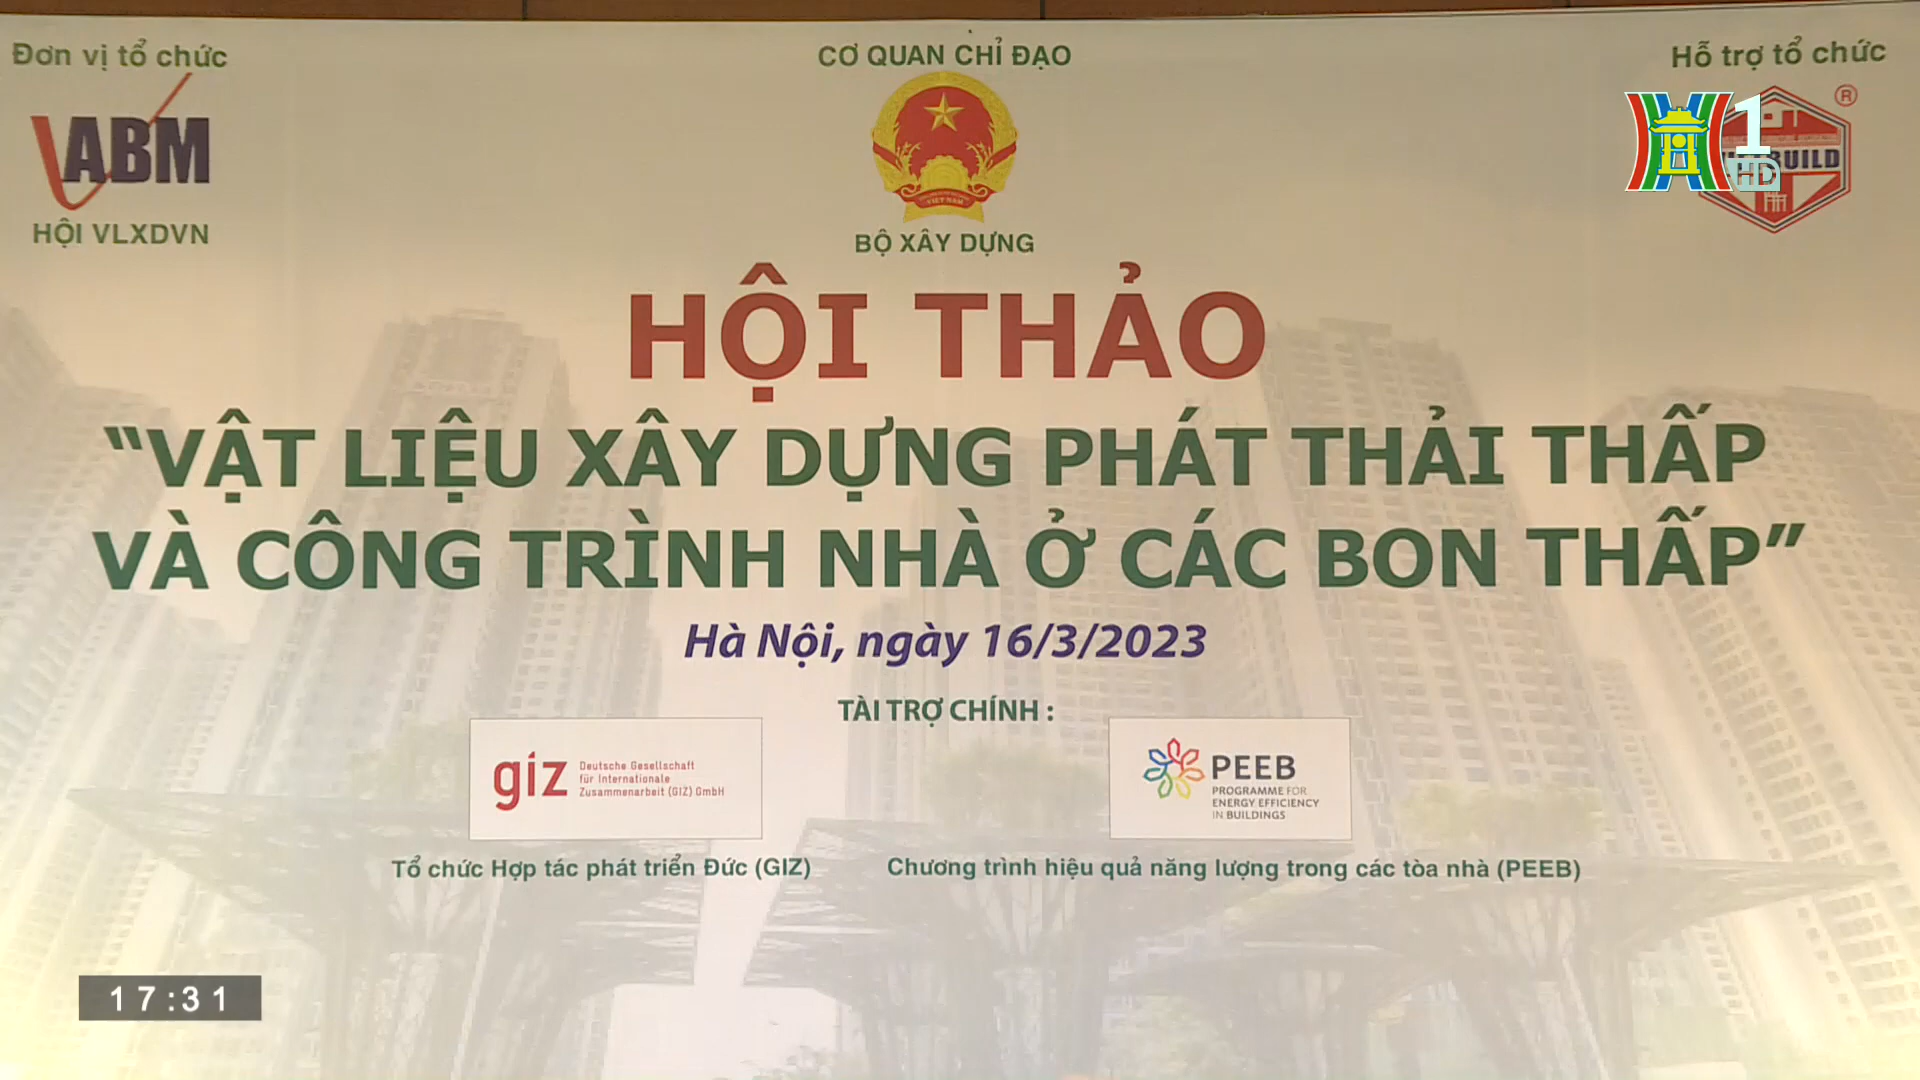 Đơn vị tổ chức
CƠ QUAN CHỈ ĐẠO
Hỗ trợ tổ chức
VABM
1
HD
BUILD
®
VIỆT NAM
HỘI VLXDVN
BỘ XÂY DỰNG
HỘI THẢO
“VẬT LIỆU XÂY DỰNG PHÁT THẢI THẤP
VÀ CÔNG TRÌNH NHÀ Ở CÁC BON THẤP”
Hà Nội, ngày 16/3/2023
TÀI TRỢ CHÍNH :
giz
Deutsche Gesellschaft
für Internationale
Zusammenarbeit (GIZ) GmbH
PEEB
PROGRAMME FOR
ENERGY EFFICIENCY
IN BUILDINGS
Tổ chức Hợp tác phát triển Đức (GIZ)
Chương trình hiệu quả năng lượng trong các tòa nhà (PEEB)
17:31